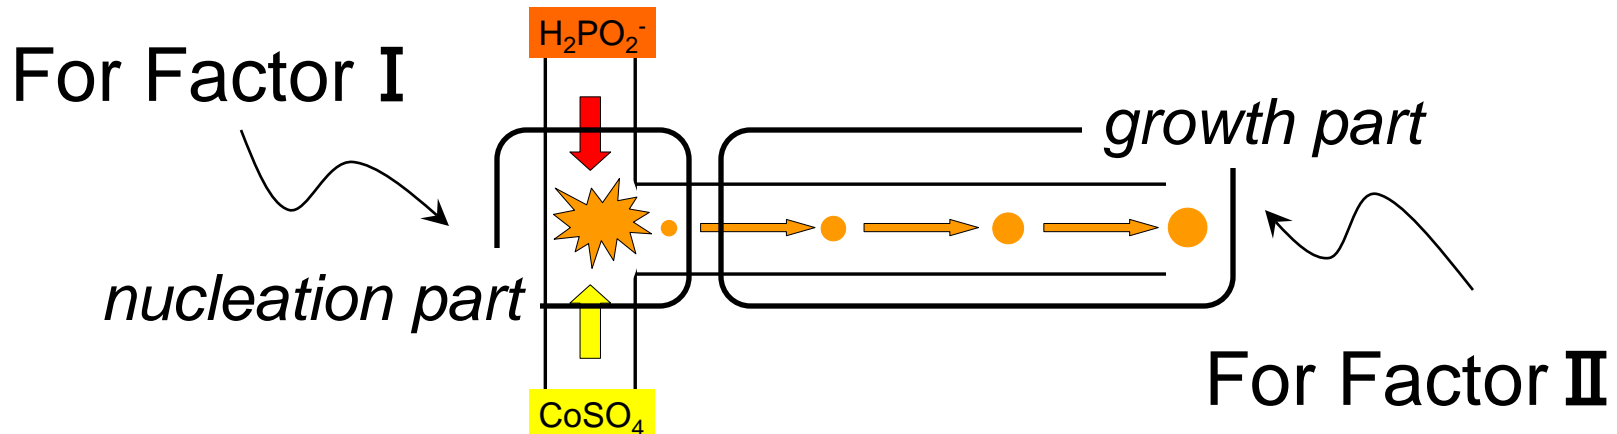 H₂PO₂⁻
For Factor Ⅰ
growth part
nucleation part
For Factor Ⅱ
CoSO₄